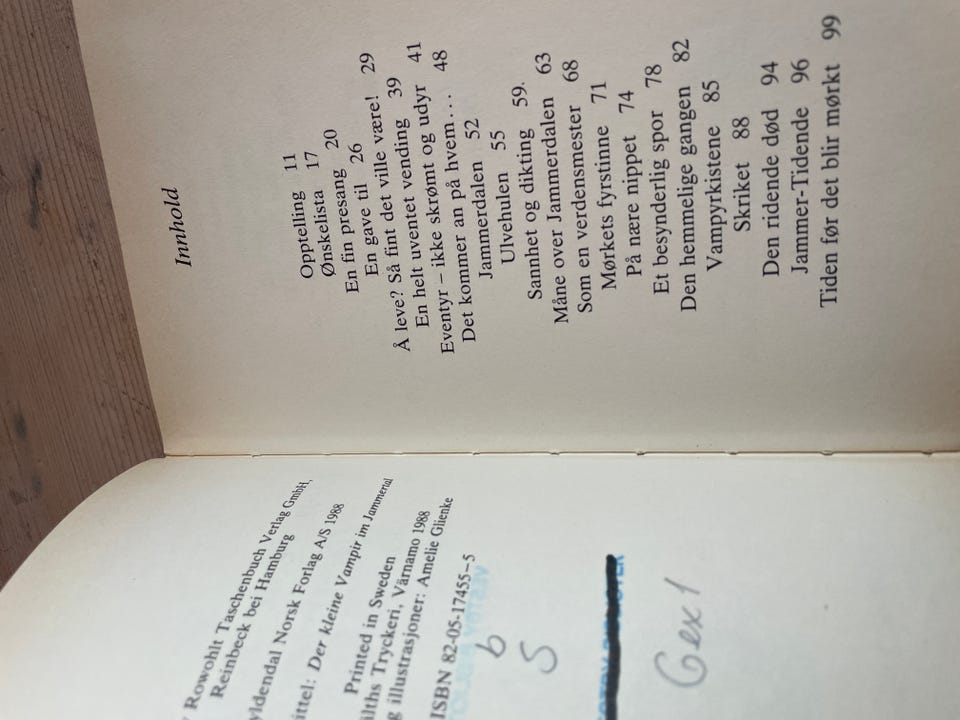 Rowohlt Taschenbuch Verlag GmbH,
Reinbeck bei Hamburg
yldendal Norsk Forlag A/S 1988
ittel: Der kleine Vampir im Jammertal
Printed in Sweden
ilths Tryckeri, Värnamo 1988
g illustrasjoner: Amelie Glienke
ISBN 82-05-17455-5
6
5
6ex1
Innhold
Opptelling 11
Ønskelista 17
En fin presang 20
En gave til 26
Å leve? Så fint det ville være! 29
En helt uventet vending 39
Eventyr – ikke skrømt og udyr 41
Det kommer an på hvem... 48
Jammerdalen 52
Ulvehulen 55
Sannhet og dikting 59
Måne over Jammerdalen 63
Som en verdensmester 68
Mørkets fyrstinne 71
På nære nippet 74
Et besynderlig spor 78
Den hemmelige gangen 82
Vampyrkistene 85
Skriket 88
Den ridende død 94
Jammer-Tidende 96
Tiden før det blir mørkt 99